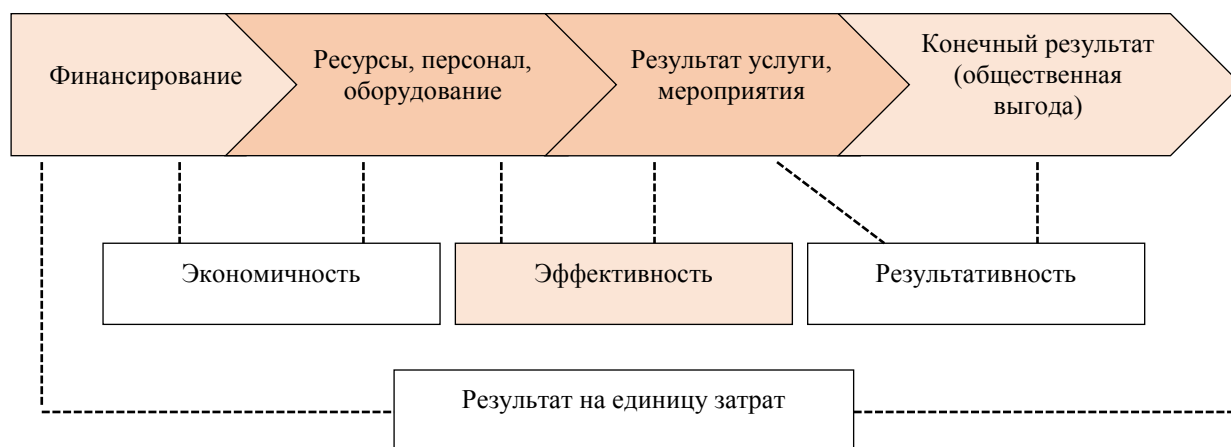 Финансирование
Ресурсы, персонал,
оборудование
Результат услуги,
мероприятия
Конечный результат
(общественная
выгода)
Экономичность
Эффективность
Результативность
Результат на единицу затрат